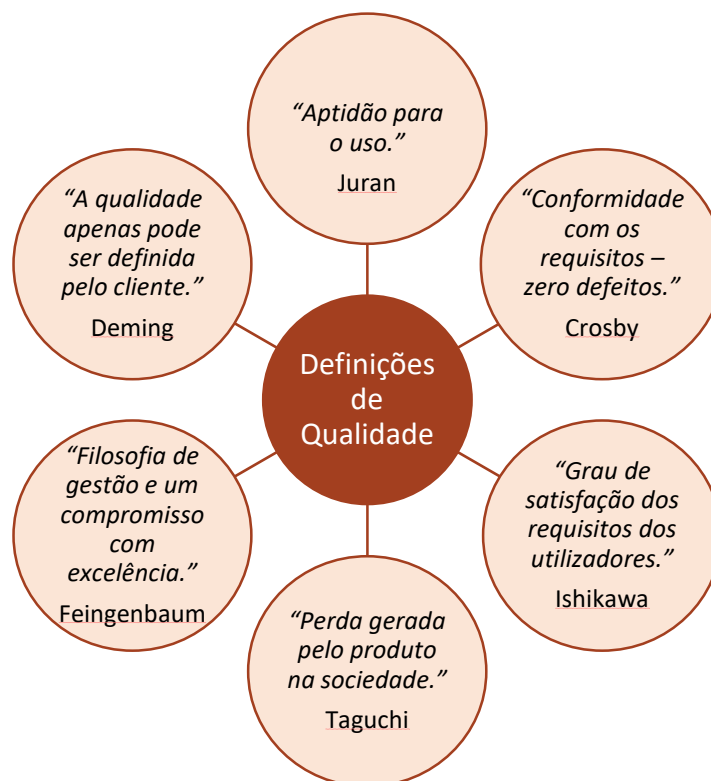 “Aptidão para
o uso.”
Juran
“A qualidade
apenas pode
ser definida
pelo cliente.”
Deming
“Conformidade
com os
requisitos –
zero defeitos.”
Crosby
Definições
de
Qualidade
“Filosofia de
gestão e um
compromisso
com
excelência.”
Feingenbaum
“Grau de
satisfação dos
requisitos dos
utilizadores.”
Ishikawa
“Perda gerada
pelo produto
na sociedade.”
Taguchi